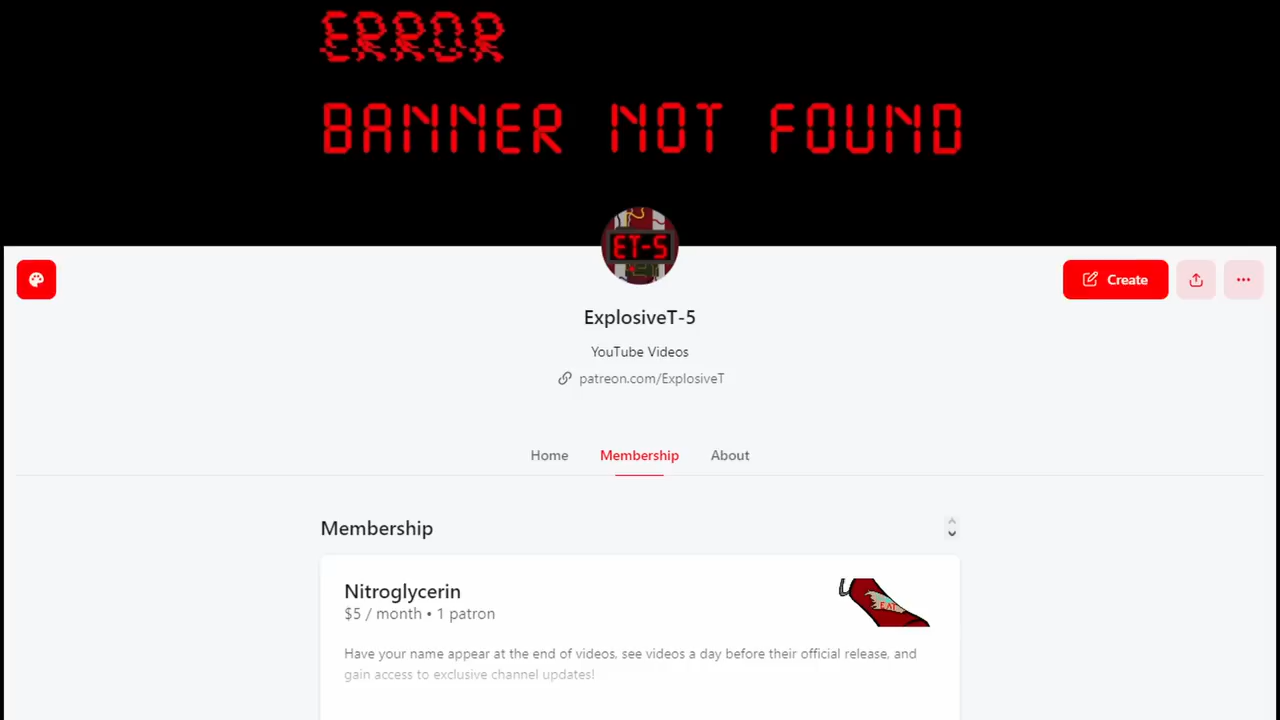 ERROR
BANNER NOT FOUND
ET-5
Create
ExplosiveT-5
YouTube Videos
patreon.com/ExplosiveT
Home Membership About
Membership
Nitroglycerin
$5 / month • 1 patron
Have your name appear at the end of videos, see videos a day before their official release, and
gain access to exclusive channel updates!